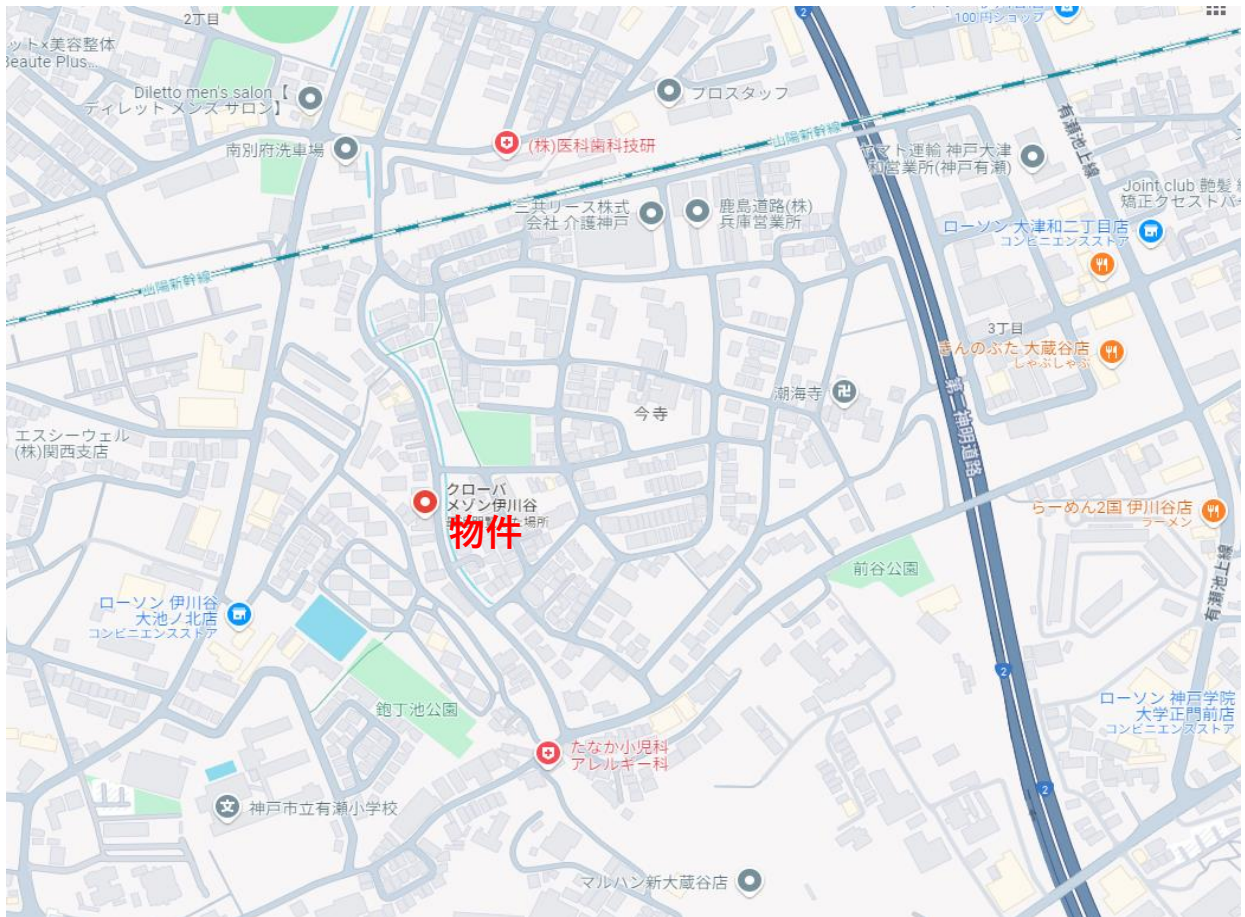 2丁目
100円ショップ
ット×美容整体
Beaute Plus...
Diletto men's salon【
ディレット メンズ サロン】
南別府洗車場
(株)医科歯科技研
プロスタッフ
山陽新幹線
有瀬池上線
ヤマト運輸 神戸大津
和営業所(神戸有瀬)
Joint club 艶髪
矯正クセストパー
三共リース株式
会社 介護神戸
鹿島道路(株)
兵庫営業所
ローソン 大津和二丁目店
コンビニエンスストア
山陽新幹線
3丁目
きんのぶた 大蔵谷店
しゃぶしゃぶ
潮海寺
今寺
第二神明道路
エスシーウェル
(株)関西支店
クローバ
メゾン伊川谷
物件
た場所
らーめん2国 伊川谷店
ラーメン
前谷公園
有瀬池上線
ローソン 伊川谷
大池ノ北店
コンビニエンスストア
鉋丁池公園
ローソン 神戸学院
大学正門前店
コンビニエンスストア
たなか小児科
アレルギー科
神戸市立有瀬小学校
マルハン新大蔵谷店
2
2
2